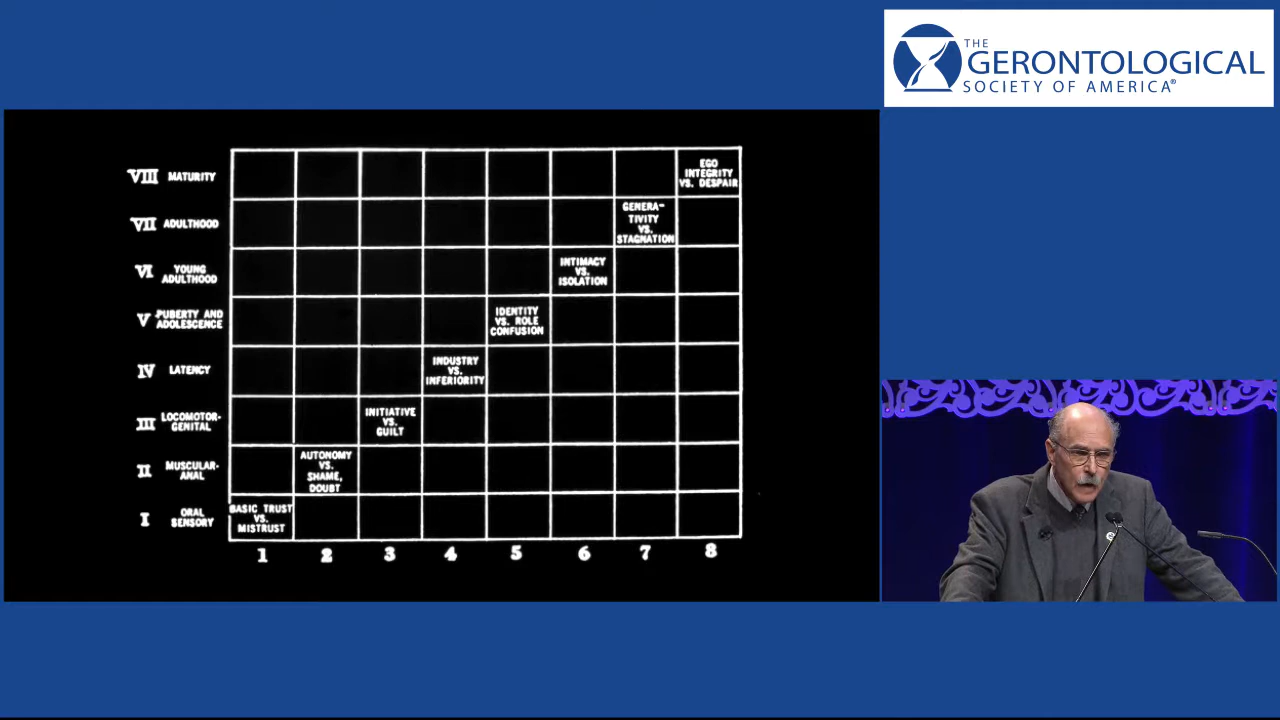 THE
GERONTOLOGICAL
SOCIETY OF AMERICA®
VIII MATURITY
EGO
INTEGRITY
VS. DESPAIR
VII ADULTHOOD
GENERA-
TIVITY
VS.
STAGNATION
VI YOUNG
ADULTHOOD
INTIMACY
VS.
ISOLATION
V PUBERTY AND
ADOLESCENCE
IDENTITY
VS. ROLE
CONFUSION
IV LATENCY
INDUSTRY
VS.
INFERIORITY
III LOCOMOTOR-
GENITAL
INITIATIVE
VS.
GUILT
II MUSCULAR-
ANAL
AUTONOMY
VS.
SHAME,
DOUBT
I ORAL
SENSORY
BASIC TRUST
VS.
MISTRUST
1 2 3 4 5 6 7 8